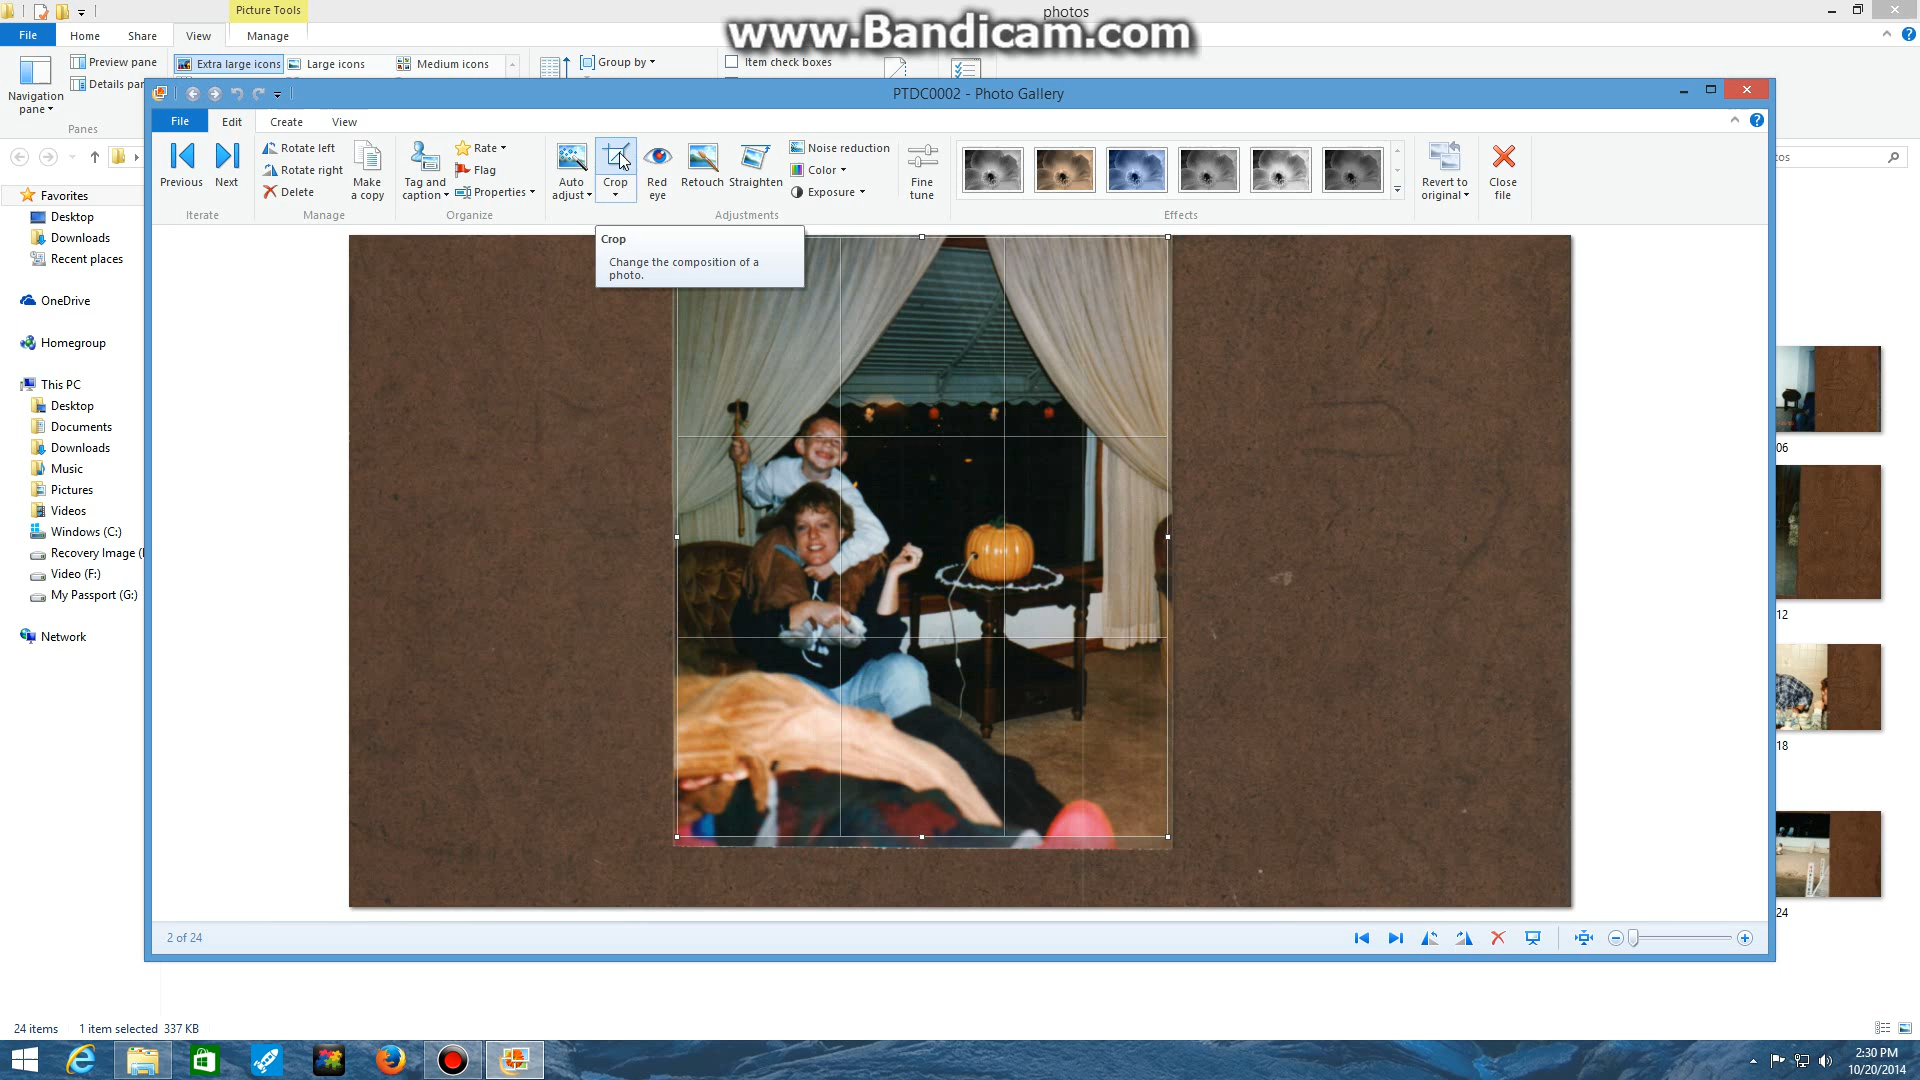 Picture Tools
photos
www.Bandicam.com
File Home Share View Manage
Preview pane
Extra large icons Large icons Medium icons
Group by
Item check boxes
Navigation pane
Details pan
Panes
PTDC0002 - Photo Gallery
File Edit Create View
Previous
Next
Iterate
Rotate left
Rotate right
Delete
Make a copy
Manage
Tag and caption
Rate
Flag
Properties
Organize
Auto adjust
Crop
Red eye
Retouch
Straighten
Noise reduction
Color
Exposure
Adjustments
Fine tune
Effects
Revert to original
Close file
tos
Crop
Change the composition of a
photo.
Favorites
Desktop
Downloads
Recent places
OneDrive
Homegroup
This PC
Desktop
Documents
Downloads
Music
Pictures
Videos
Windows (C:)
Recovery Image (
Video (F:)
My Passport (G:)
Network
06
12
18
24
2 of 24
24 items 1 item selected 337 KB
2:30 PM
10/20/2014